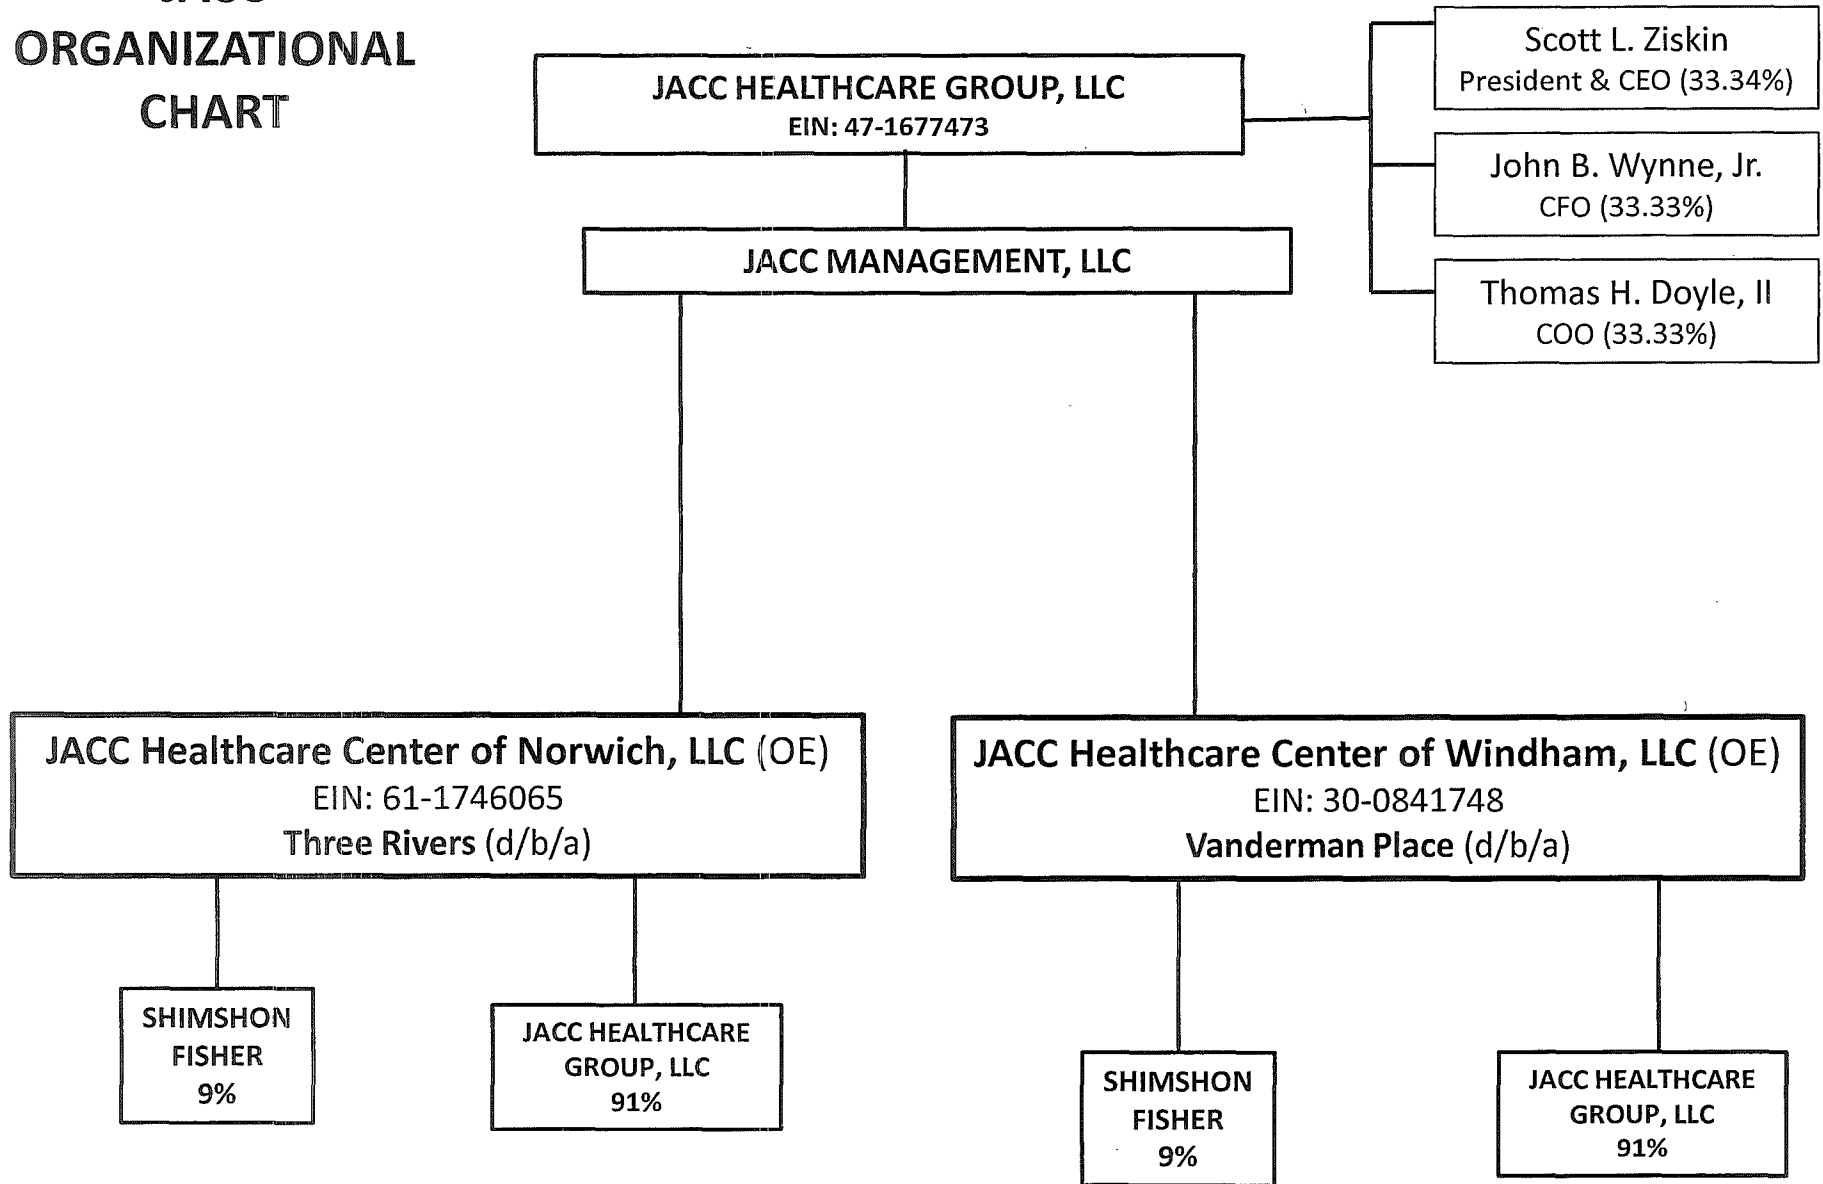 ORGANIZATIONAL
CHART
JACC HEALTHCARE GROUP, LLC
EIN: 47-1677473
Scott L. Ziskin
President & CEO (33.34%)
John B. Wynne, Jr.
CFO (33.33%)
Thomas H. Doyle, II
COO (33.33%)
JACC MANAGEMENT, LLC
JACC Healthcare Center of Norwich, LLC (OE)
EIN: 61-1746065
Three Rivers (d/b/a)
JACC Healthcare Center of Windham, LLC (OE)
EIN: 30-0841748
Vanderman Place (d/b/a)
SHIMSHON
FISHER
9%
JACC HEALTHCARE
GROUP, LLC
91%
SHIMSHON
FISHER
9%
JACC HEALTHCARE
GROUP, LLC
91%